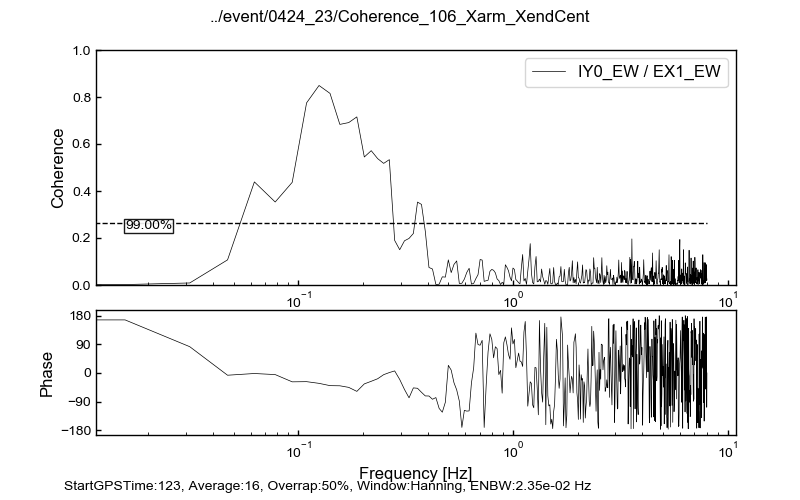 ../event/0424_23/Coherence_106_Xarm_XendCent
1.0
IY0_EW / EX1_EW
0.8
0.6
Coherence
0.4
99.00%
0.2
0.0
10⁻¹ 10⁰ 10¹
180
90
Phase
0
−90
−180
10⁻¹ 10⁰ 10¹
Frequency [Hz]
StartGPSTime:123, Average:16, Overrap:50%, Window:Hanning, ENBW:2.35e-02 Hz